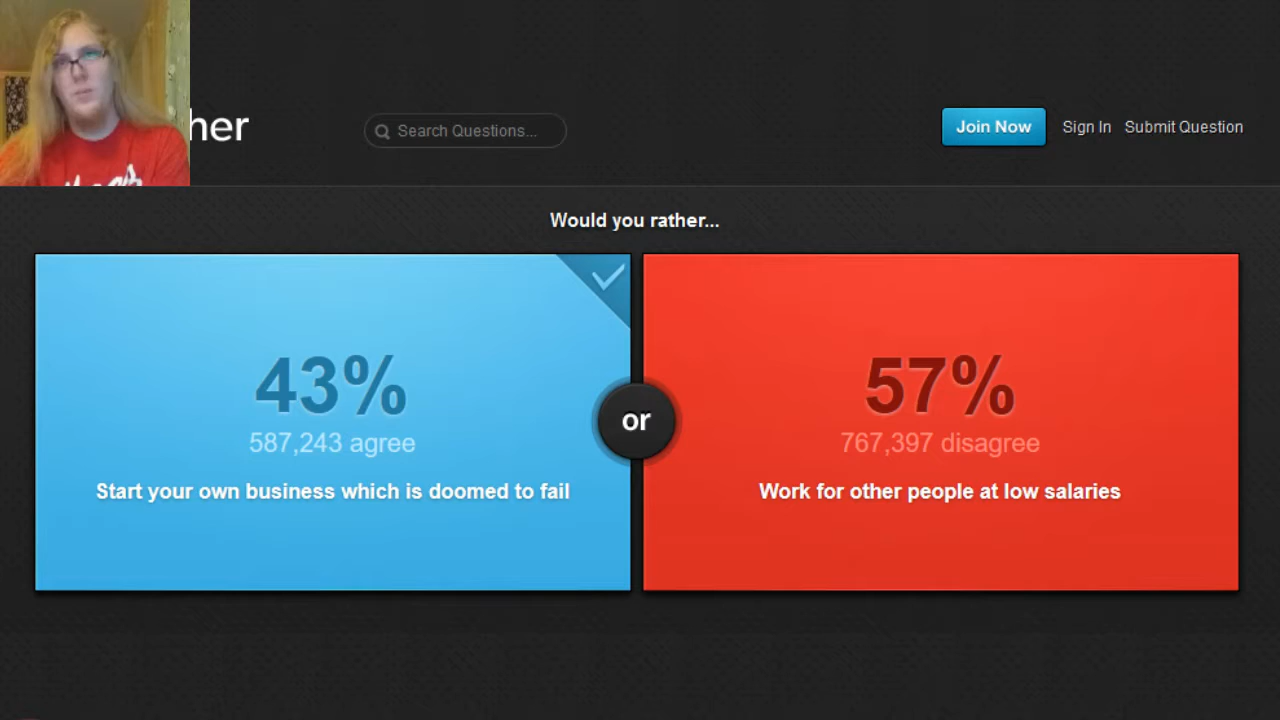 her
Search Questions...
Join Now
Sign In
Submit Question
Would you rather...
43%
587,243 agree
Start your own business which is doomed to fail
or
57%
767,397 disagree
Work for other people at low salaries